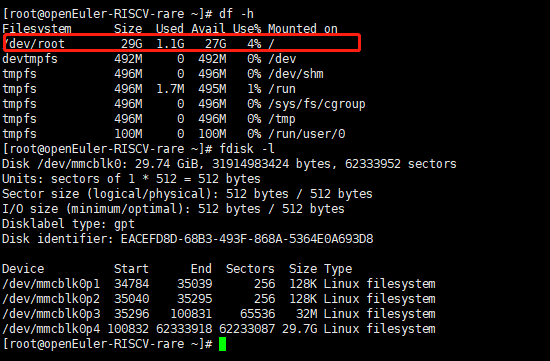 [root@openEuler-RISCV-rare ~]# df -h
Filesystem      Size  Used Avail Use% Mounted on
/dev/root        29G  1.1G   27G   4% /
devtmpfs        492M     0  492M   0% /dev
tmpfs           496M     0  496M   0% /dev/shm
tmpfs           496M  1.7M  495M   1% /run
tmpfs           496M     0  496M   0% /sys/fs/cgroup
tmpfs           496M     0  496M   0% /tmp
tmpfs           100M     0  100M   0% /run/user/0
[root@openEuler-RISCV-rare ~]# fdisk -l
Disk /dev/mmcblk0: 29.74 GiB, 31914983424 bytes, 62333952 sectors
Units: sectors of 1 * 512 = 512 bytes
Sector size (logical/physical): 512 bytes / 512 bytes
I/O size (minimum/optimal): 512 bytes / 512 bytes
Disklabel type: gpt
Disk identifier: EACEFD8D-68B3-493F-868A-5364E0A693D8
Device          Start      End  Sectors  Size Type
/dev/mmcblk0p1  34784    35039      256  128K Linux filesystem
/dev/mmcblk0p2  35040    35295      256  128K Linux filesystem
/dev/mmcblk0p3  35296   100831    65536   32M Linux filesystem
/dev/mmcblk0p4 100832 62333918 62233087 29.7G Linux filesystem
[root@openEuler-RISCV-rare ~]#